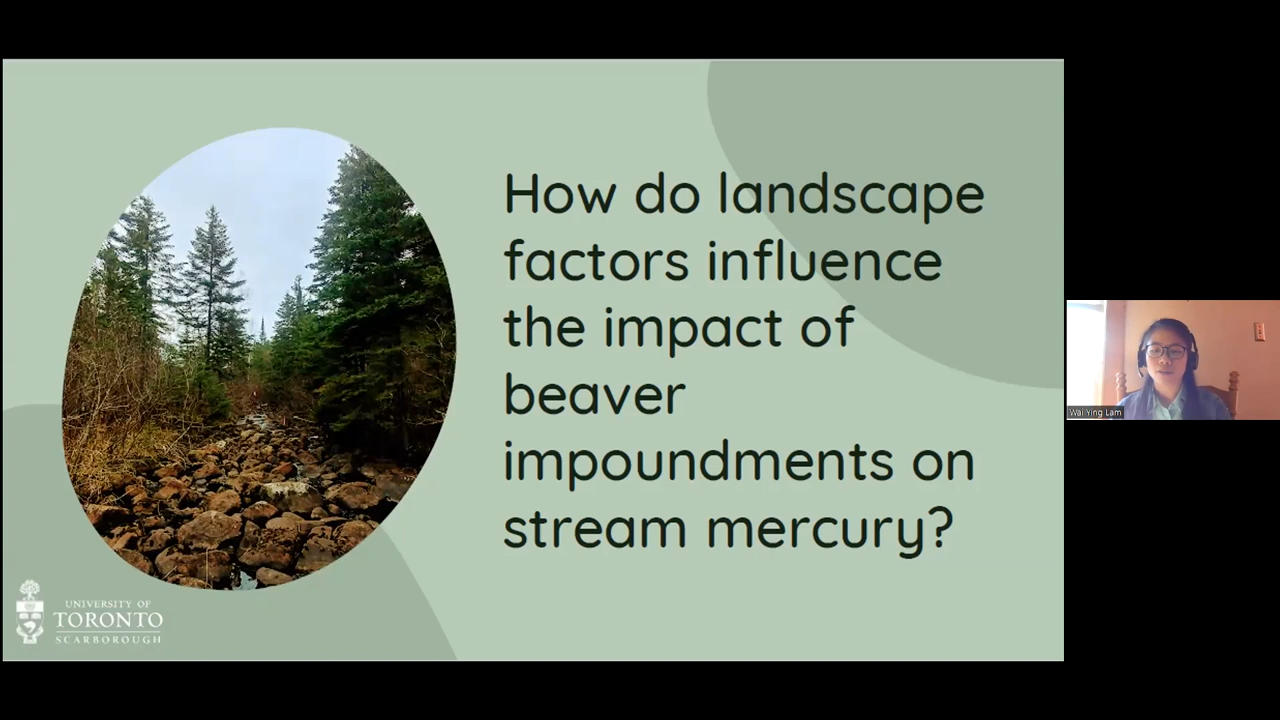 How do landscape
factors influence
the impact of
beaver
impoundments on
stream mercury?
UNIVERSITY OF
TORONTO
SCARBOROUGH
Wai Ying Lam